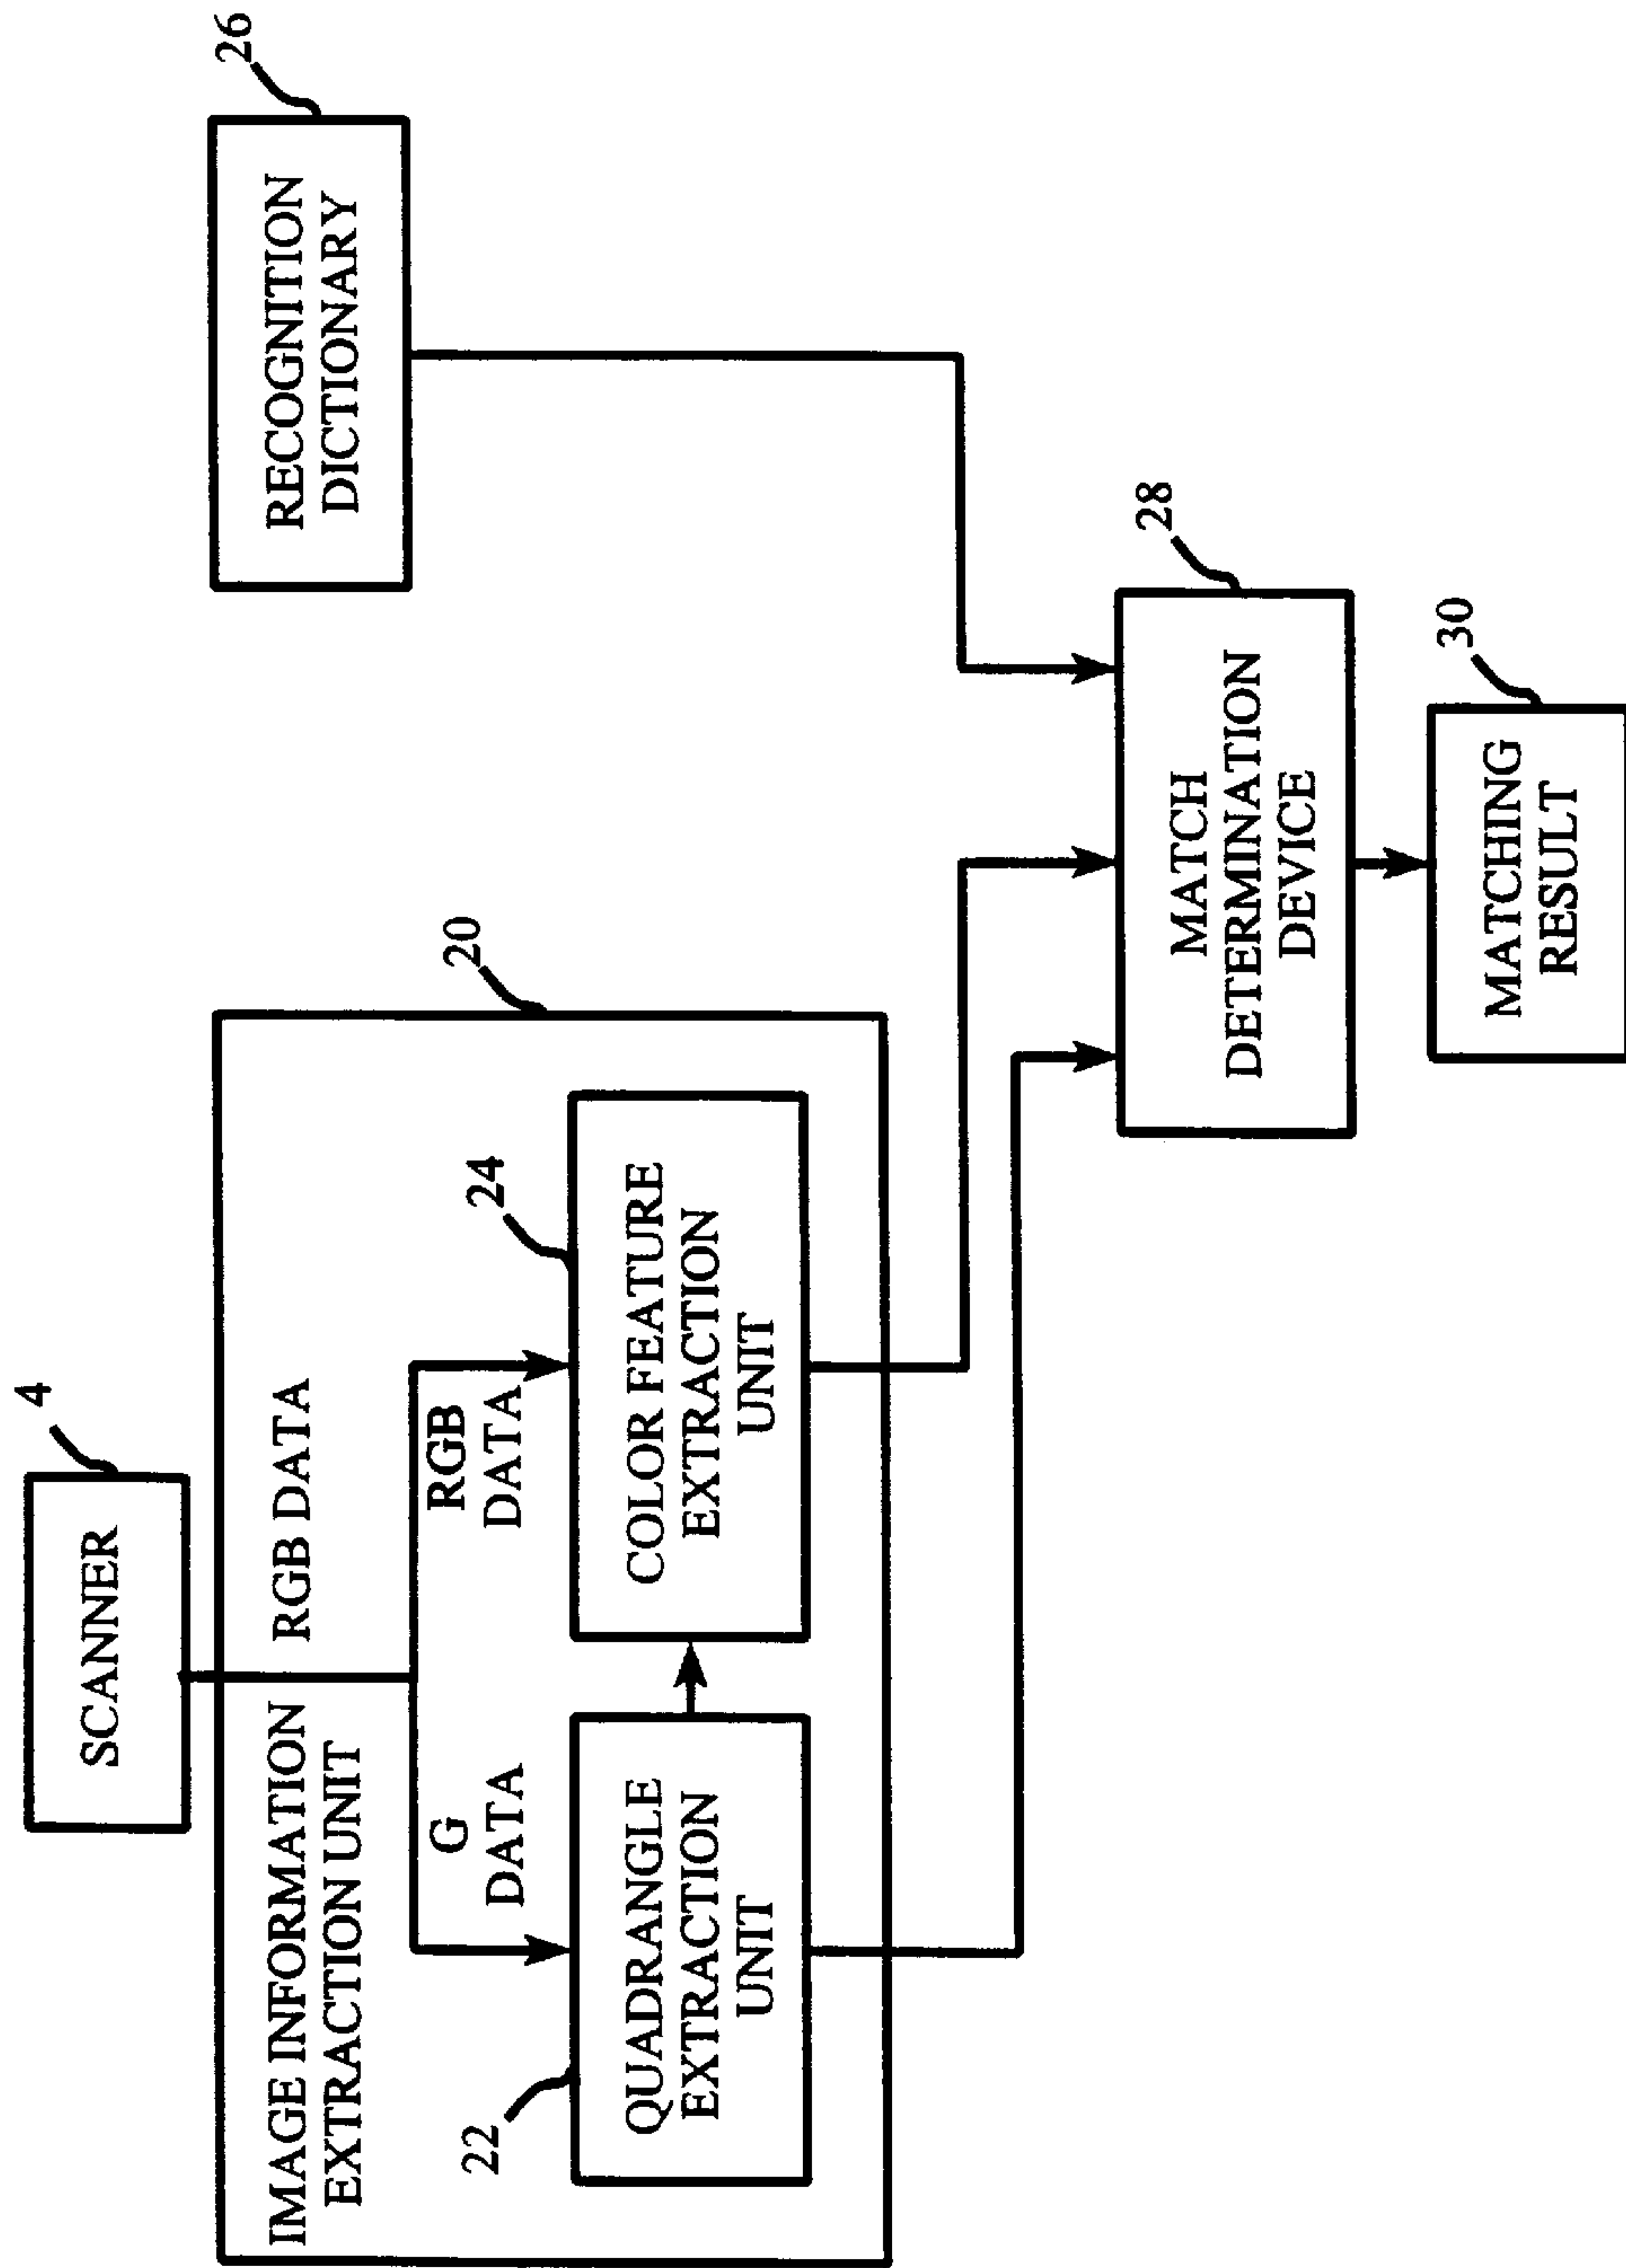 4
SCANNER
26
RECOGNITION
DICTIONARY
20
IMAGE INFORMATION
EXTRACTION UNIT
RGB DATA
G
DATA
RGB
DATA
22
QUADRANGLE
EXTRACTION
UNIT
24
COLOR FEATURE
EXTRACTION
UNIT
28
MATCH
DETERMINATION
DEVICE
30
MATCHING
RESULT